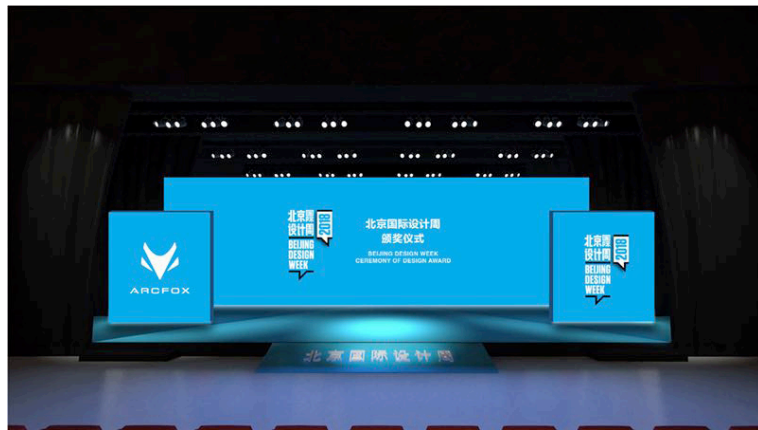 ARCFOX
北京国际
设计周
2018
BEIJING
DESIGN
WEEK
北京国际设计周
颁奖仪式
BEIJING DESIGN WEEK
CEREMONY OF DESIGN AWARD
北京国际
设计周
2018
BEIJING
DESIGN
WEEK
北京国际设计周